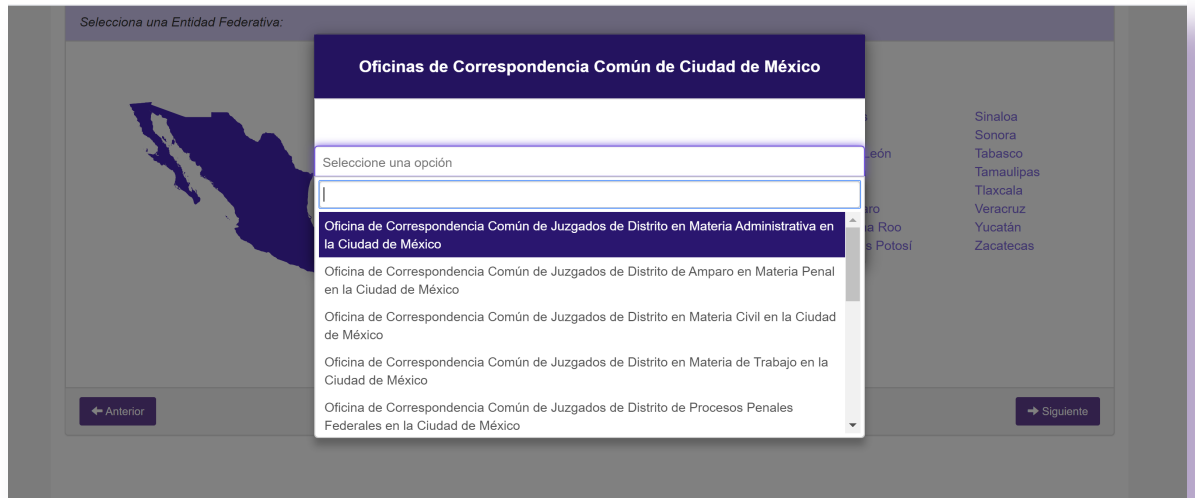 Selecciona una Entidad Federativa:
Oficinas de Correspondencia Común de Ciudad de México
Seleccione una opción
Oficina de Correspondencia Común de Juzgados de Distrito en Materia Administrativa en
la Ciudad de México
Oficina de Correspondencia Común de Juzgados de Distrito de Amparo en Materia Penal
en la Ciudad de México
Oficina de Correspondencia Común de Juzgados de Distrito en Materia Civil en la Ciudad
de México
Oficina de Correspondencia Común de Juzgados de Distrito en Materia de Trabajo en la
Ciudad de México
Oficina de Correspondencia Común de Juzgados de Distrito de Procesos Penales
Federales en la Ciudad de México
León
Roo
Potosí
Sinaloa
Sonora
Tabasco
Tamaulipas
Tlaxcala
Veracruz
Yucatán
Zacatecas
Anterior
Siguiente